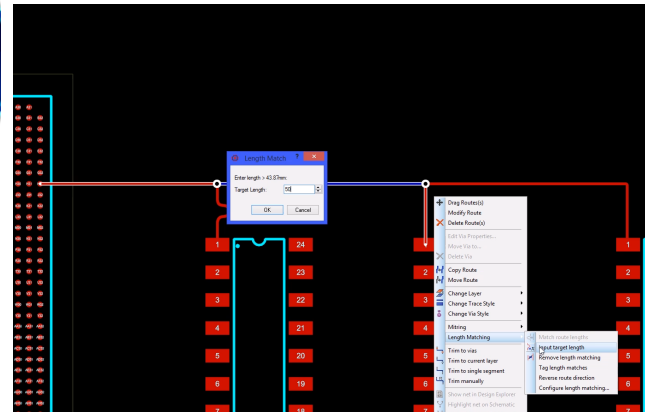 Length Match
?
×
Enter length > 43.87mm:
Target Length:
50
OK
Cancel
Drag Routes(s)
Modify Route
Delete Route(s)
Edit Via Properties...
Move Via to...
Delete Via
Copy Route
Move Route
Change Layer
Change Trace Style
Change Via Style
Mitring
Length Matching
Trim to vias
Trim to current layer
Trim to single segment
Trim manually
Show net in Design Explorer
Highlight net on Schematic
Match route lengths
Input target length
Remove length matching
Tag length matches
Reverse route direction
Configure length matching...
1
24
1
2
23
2
2
3
22
3
3
4
21
4
4
5
20
5
5
6
19
6
6
7
18
7
7